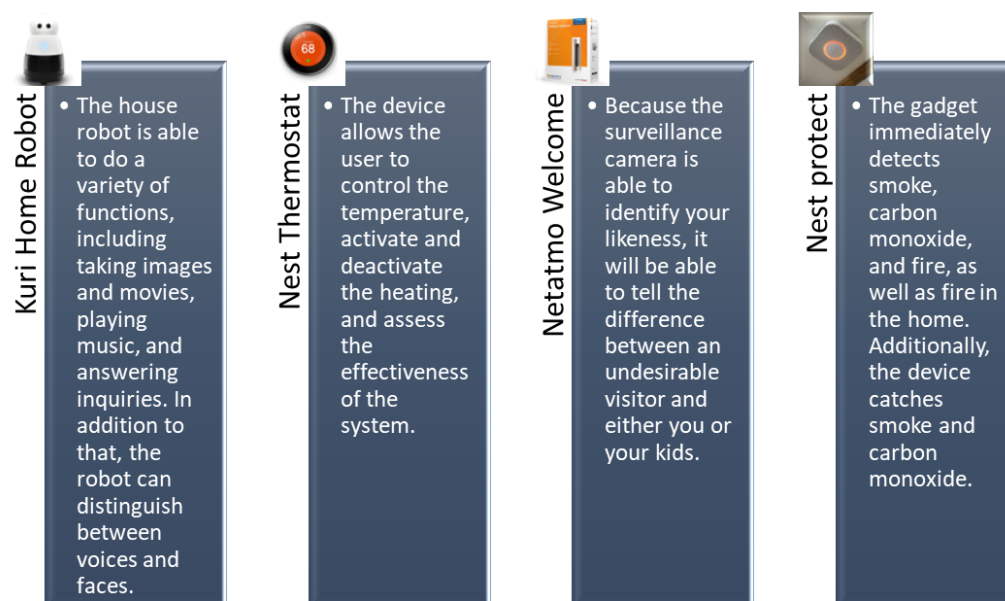 Kuri Home Robot
• The house
robot is able
to do a
variety of
functions,
including
taking images
and movies,
playing
music, and
answering
inquiries. In
addition to
that, the
robot can
distinguish
between
voices and
faces.
68
Nest Thermostat
• The device
allows the
user to
control the
temperature,
activate and
deactivate
the heating,
and assess
the
effectiveness
of the
system.
Netatmo Welcome
• Because the
surveillance
camera is
able to
identify your
likeness, it
will be able
to tell the
difference
between an
undesirable
visitor and
either you or
your kids.
Nest protect
• The gadget
immediately
detects
smoke,
carbon
monoxide,
and fire, as
well as fire in
the home.
Additionally,
the device
catches
smoke and
carbon
monoxide.